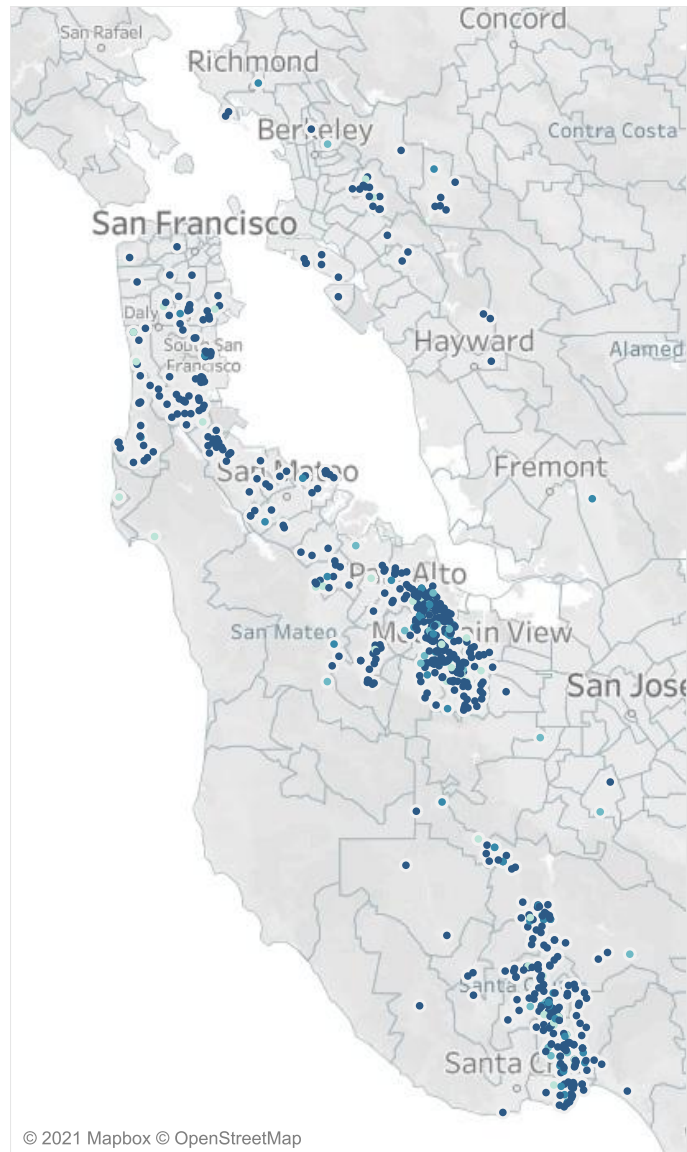 Concord
San Rafael
Richmond
Berkeley
Contra Costa
San Francisco
Daly
South San
Francisco
Hayward
Alamed
San Mateo
Fremont
Palo Alto
San Mateo
Mountain View
San Jose
Santa C
Santa C
© 2021 Mapbox © OpenStreetMap